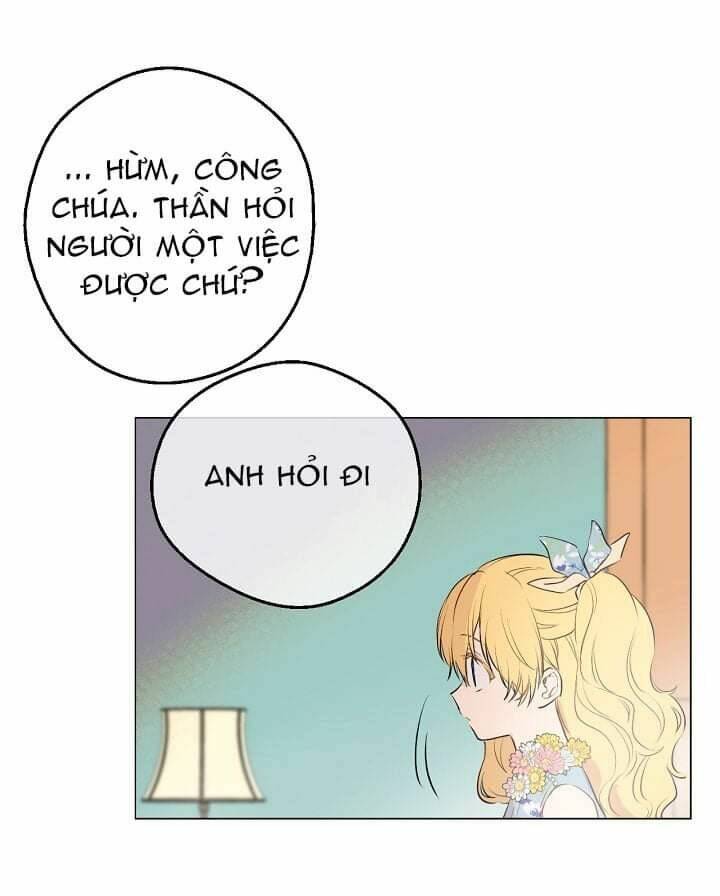 ... HỪM, CÔNG
CHÚA. THẦN HỎI
NGƯỜI MỘT VIỆC
ĐƯỢC CHỨ?
ANH HỎI ĐI